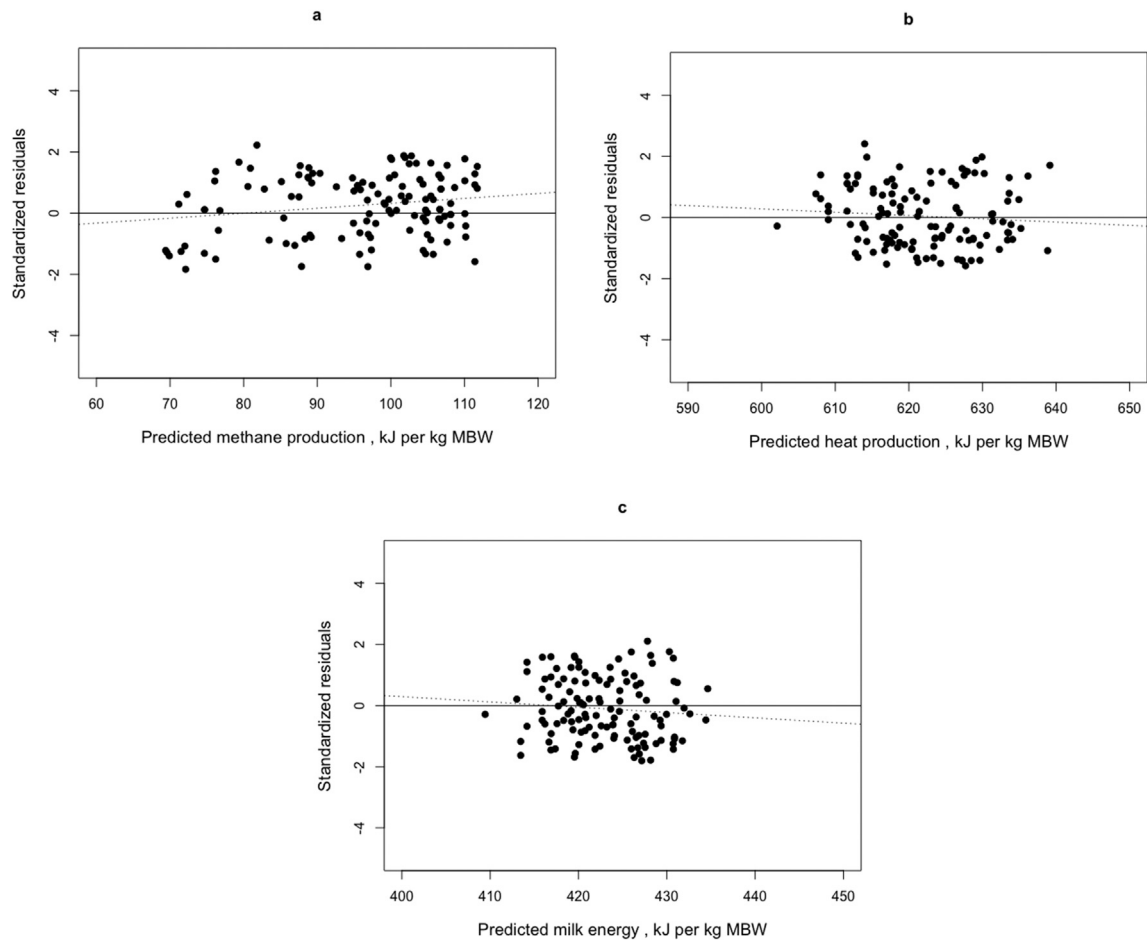 a
Standardized residuals
4
2
0
-2
-4
60 70 80 90 100 110 120
Predicted methane production , kJ per kg MBW
b
Standardized residuals
4
2
0
-2
-4
590 600 610 620 630 640 650
Predicted heat production , kJ per kg MBW
c
Standardized residuals
4
2
0
-2
-4
400 410 420 430 440 450
Predicted milk energy , kJ per kg MBW